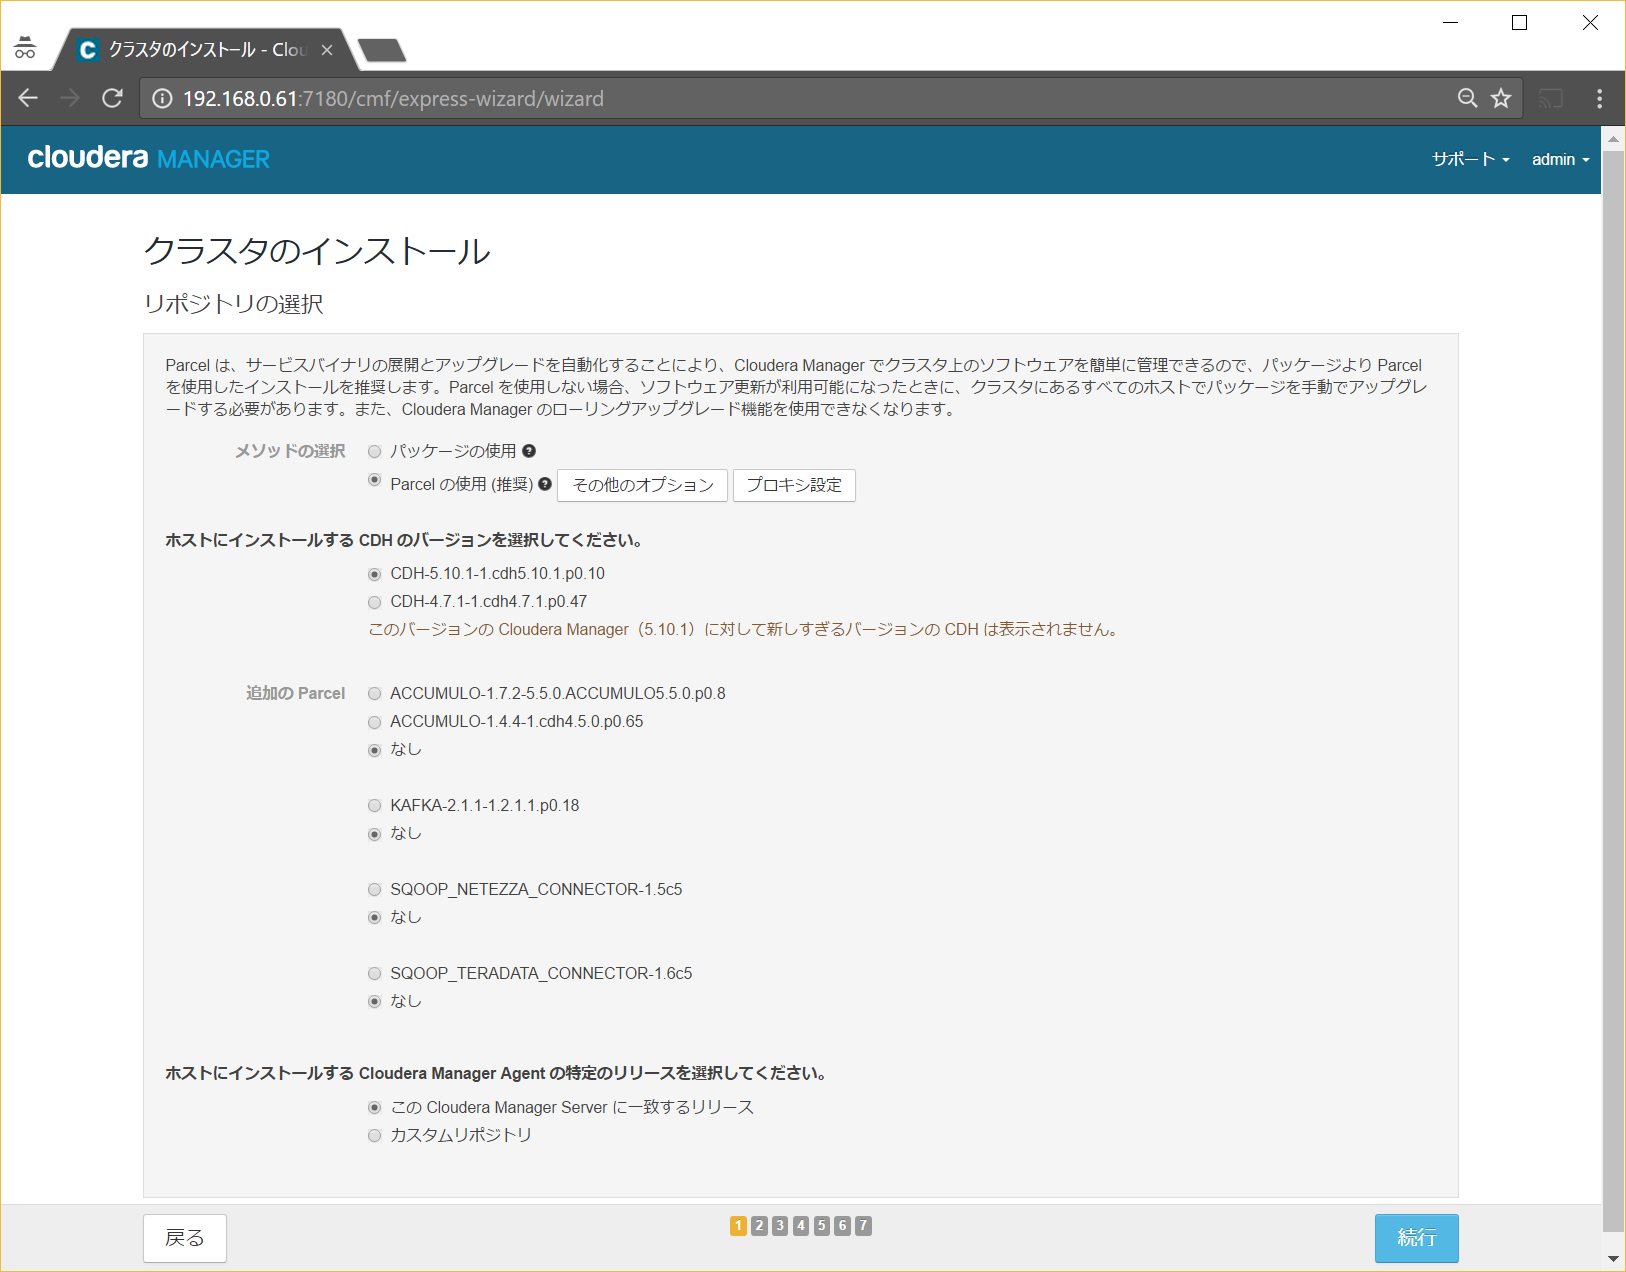 クラスタのインストール - Clou
192.168.0.61:7180/cmf/express-wizard/wizard
cloudera MANAGER
サポート
admin
クラスタのインストール
リポジトリの選択
Parcel は、サービスバイナリの展開とアップグレードを自動化することにより、Cloudera Manager でクラスタ上のソフトウェアを簡単に管理できるので、パッケージより Parcel
を使用したインストールを推奨します。Parcel を使用しない場合、ソフトウェア更新が利用可能になったときに、クラスタにあるすべてのホストでパッケージを手動でアップグレ
ードする必要があります。また、Cloudera Manager のローリングアップグレード機能を使用できなくなります。
メソッドの選択 パッケージの使用 ?
Parcel の使用 (推奨) ? その他のオプション プロキシ設定
ホストにインストールする CDH のバージョンを選択してください。
CDH-5.10.1-1.cdh5.10.1.p0.10
CDH-4.7.1-1.cdh4.7.1.p0.47
このバージョンの Cloudera Manager（5.10.1）に対して新しすぎるバージョンの CDH は表示されません。
追加の Parcel ACCUMULO-1.7.2-5.5.0.ACCUMULO5.5.0.p0.8
ACCUMULO-1.4.4-1.cdh4.5.0.p0.65
なし
KAFKA-2.1.1-1.2.1.1.p0.18
なし
SQOOP_NETEZZA_CONNECTOR-1.5c5
なし
SQOOP_TERADATA_CONNECTOR-1.6c5
なし
ホストにインストールする Cloudera Manager Agent の特定のリリースを選択してください。
この Cloudera Manager Server に一致するリリース
カスタムリポジトリ
戻る
1 2 3 4 5 6 7
続行